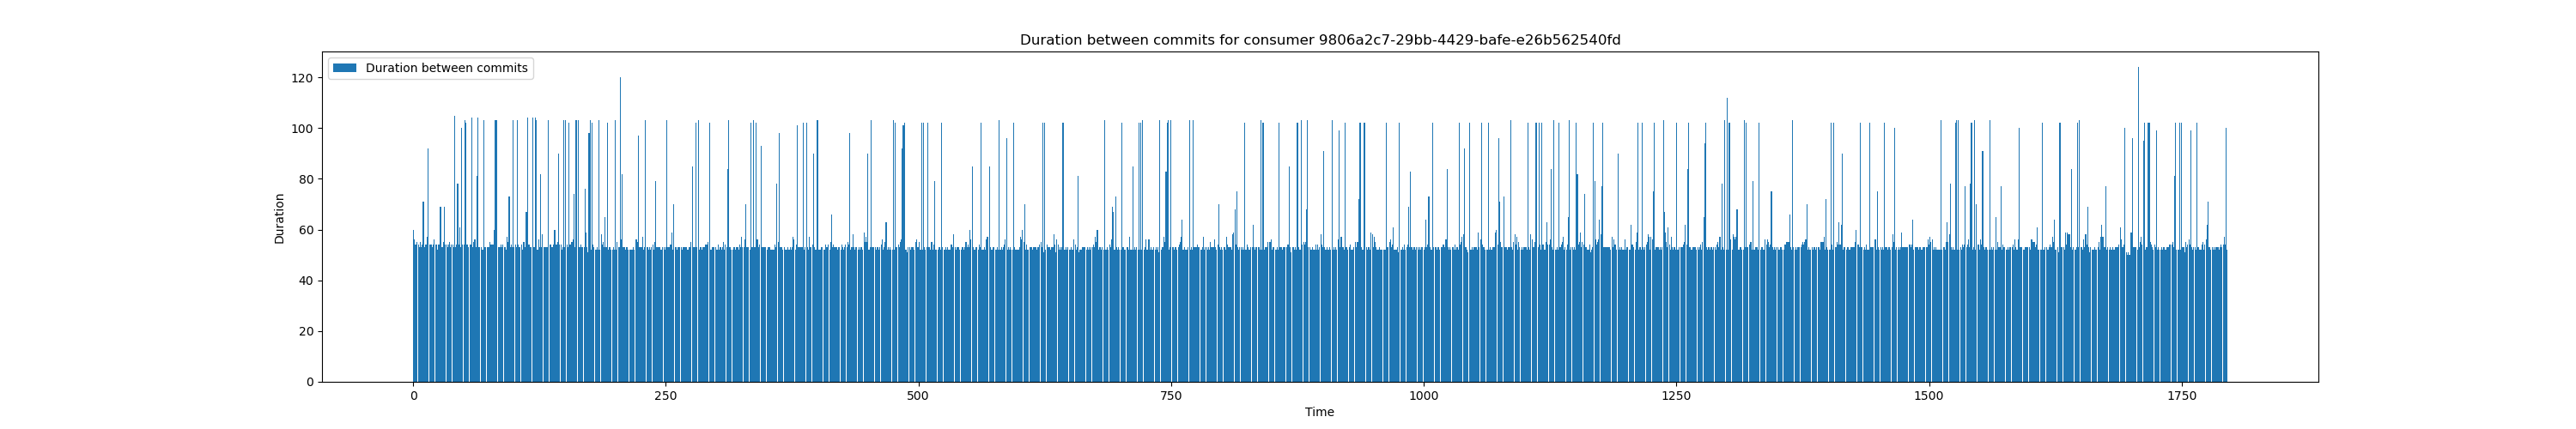 Duration between commits for consumer 9806a2c7-29bb-4429-bafe-e26b562540fd
Duration between commits
120
100
80
60
40
20
0
Duration
0 250 500 750 1000 1250 1500 1750
Time